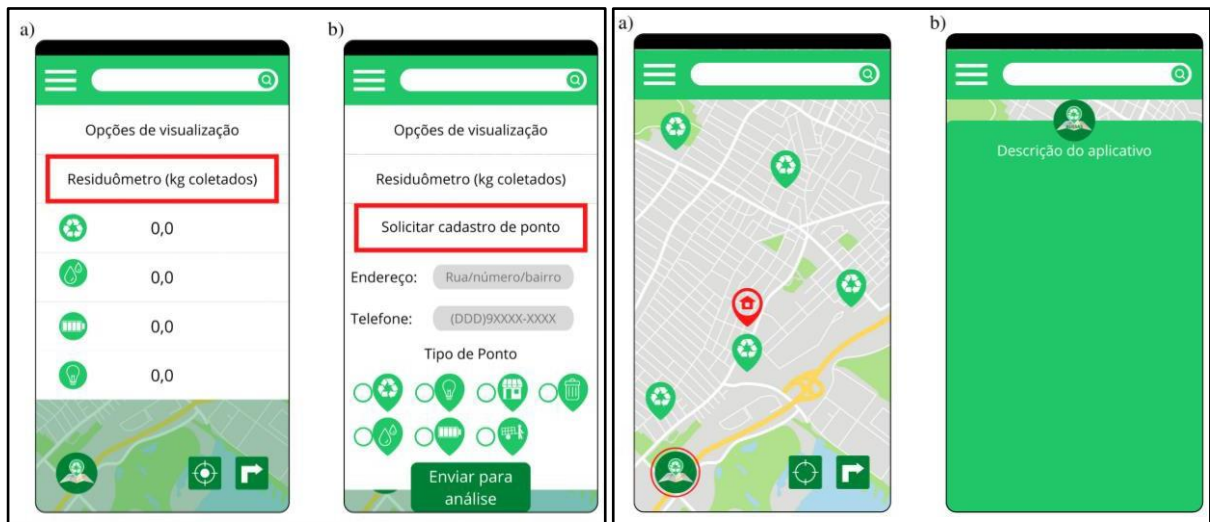 a)
Opções de visualização
Residuômetro (kg coletados)
0,0
0,0
0,0
0,0
b)
Opções de visualização
Residuômetro (kg coletados)
Solicitar cadastro de ponto
Endereço: Rua/número/bairro
Telefone: (DDD)9XXXX-XXXX
Tipo de Ponto
Enviar para
análise
a)
b)
Descrição do aplicativo